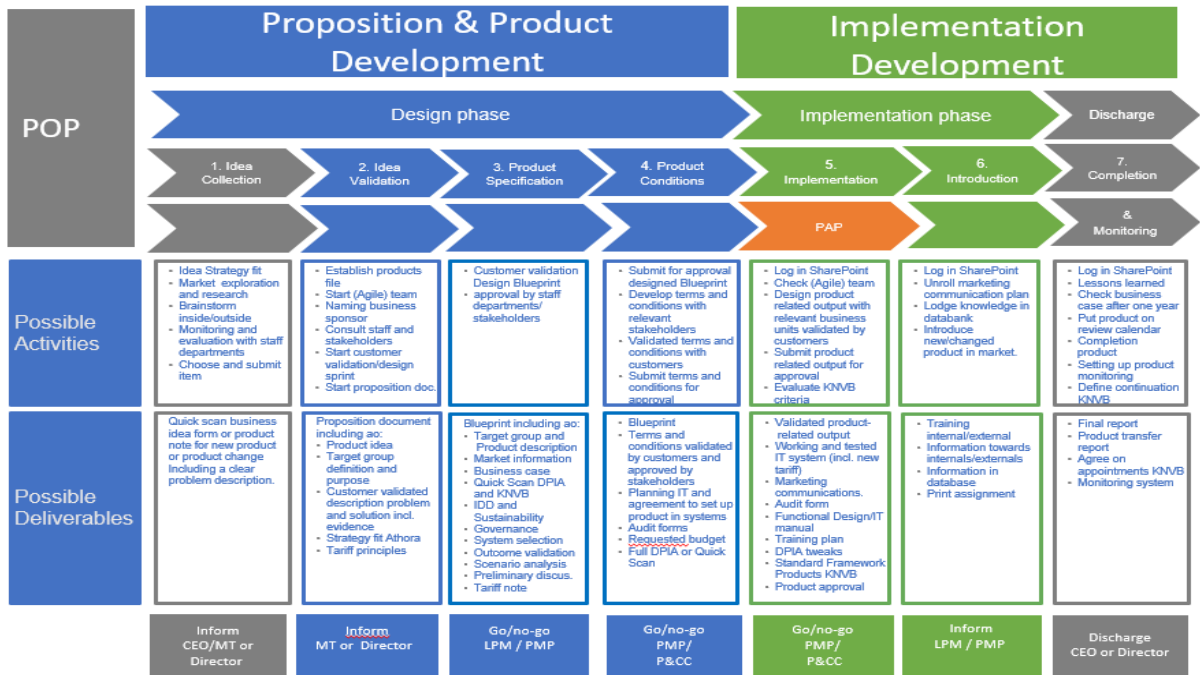 POP
Proposition & Product
Development
Implementation
Development
Design phase
Implementation phase
Discharge
1. Idea
Collection
2. Idea
Validation
3. Product
Specification
4. Product
Conditions
5.
Implementation
6.
Introduction
7.
Completion
PAP
&
Monitoring
Possible
Activities
• Idea Strategy fit
• Market exploration
and research
• Brainstorm
inside/outside
• Monitoring and
evaluation with staff
departments
• Choose and submit
item
• Establish products
file
• Start (Agile) team
• Naming business
sponsor
• Consult staff and
stakeholders
• Start customer
validation/design
sprint
• Start proposition doc.
• Customer validation
Design Blueprint
• approval by staff
departments/
stakeholders
• Submit for approval
designed Blueprint
• Develop terms and
conditions with
relevant
stakeholders
• Validated terms and
conditions with
customers
• Submit terms and
conditions for
approval
• Log in SharePoint
• Check (Agile) team
• Design product
related output with
relevant business
units validated by
customers
• Submit product
related output for
approval
• Evaluate KNVB
criteria
• Log in SharePoint
• Unroll marketing
communication plan
• Lodge knowledge in
databank
• Introduce
new/changed
product in market.
• Log in SharePoint
• Lessons learned
• Check business
case after one year
• Put product on
review calendar
• Completion
product
• Setting up product
monitoring
• Define continuation
KNVB
Possible
Deliverables
Quick scan business
idea form or product
note for new product
or product change
Including a clear
problem description.
Proposition document
including ao:
• Product idea
• Target group
definition and
purpose
• Customer validated
description problem
and solution incl.
evidence
• Strategy fit Athora
• Tariff principles
Blueprint including ao:
• Target group and
Product description
• Market information
• Business case
• Quick Scan DPIA
and KNVB
• IDD and
Sustainability
• Governance
• System selection
• Outcome validation
• Scenario analysis
• Preliminary discus.
• Tariff note
• Blueprint
• Terms and
conditions validated
by customers and
approved by
stakeholders
• Planning IT and
agreement to set up
product in systems
• Audit forms
• Requested budget
• Full DPIA or Quick
Scan
• Validated product-
related output
• Working and tested
IT system (incl. new
tariff)
• Marketing
communications.
• Audit form
• Functional Design/IT
manual
• Training plan
• DPIA tweaks
• Standard Framework
Products KNVB
• Product approval
• Training
internal/external
• Information towards
internals/externals
• Information in
database
• Print assignment
• Final report
• Product transfer
report
• Agree on
appointments KNVB
• Monitoring system
Inform
CEO/MT or
Director
Inform
MT or Director
Go/no-go
LPM / PMP
Go/no-go
PMP/
P&CC
Go/no-go
PMP/
P&CC
Inform
LPM / PMP
Discharge
CEO or Director